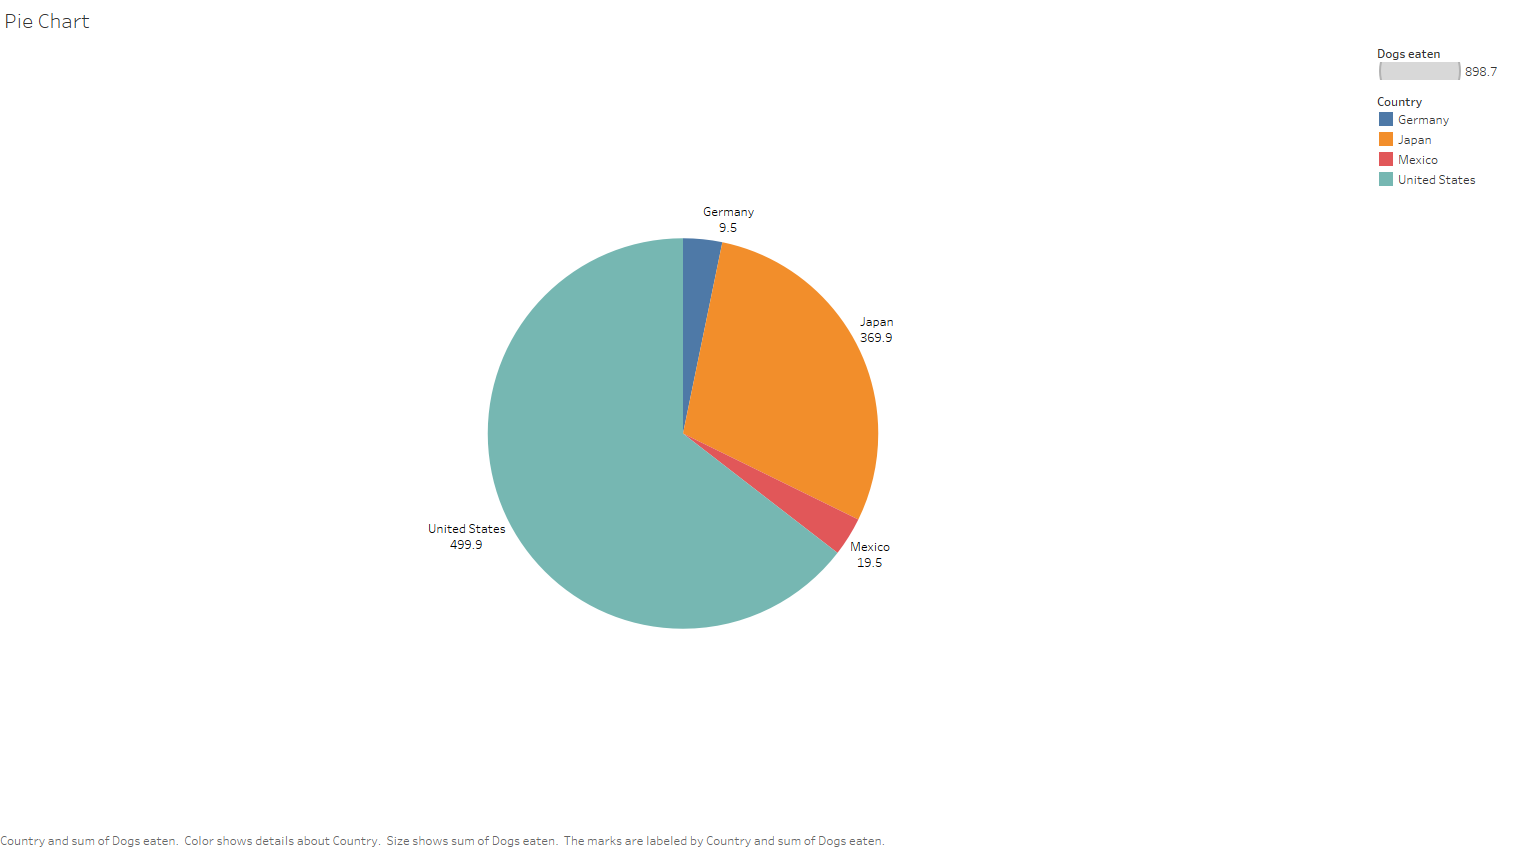 Pie Chart
Dogs eaten
898.7
Country
Germany
Japan
Mexico
United States
Germany
9.5
Japan
369.9
United States
499.9
Mexico
19.5
Country and sum of Dogs eaten.  Color shows details about Country.  Size shows sum of Dogs eaten.  The marks are labeled by Country and sum of Dogs eaten.